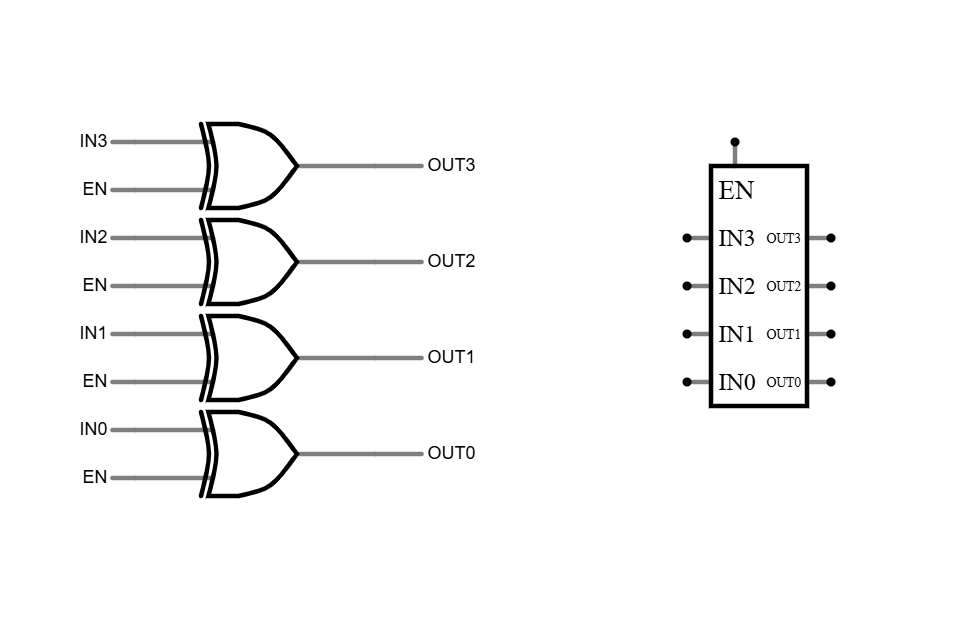 IN3
EN
OUT3
IN2
EN
OUT2
IN1
EN
OUT1
IN0
EN
OUT0
EN
IN3 OUT3
IN2 OUT2
IN1 OUT1
IN0 OUT0